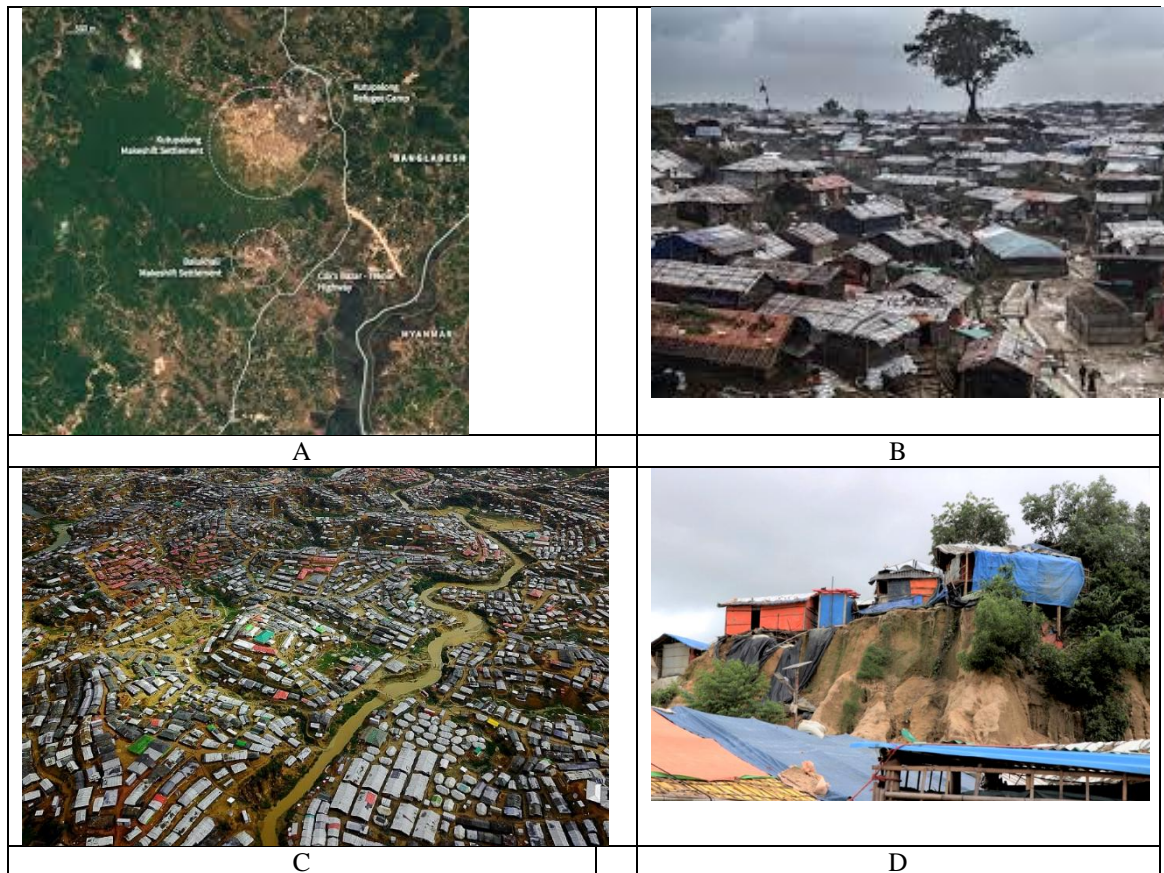 500 m
Kutupalong
Refugee Camp
Kutupalong
Makeshift Settlement
BANGLADESH
Balukhali
Makeshift Settlement
Cox's Bazar - Teknaf
Highway
MYANMAR
A
B
C
D